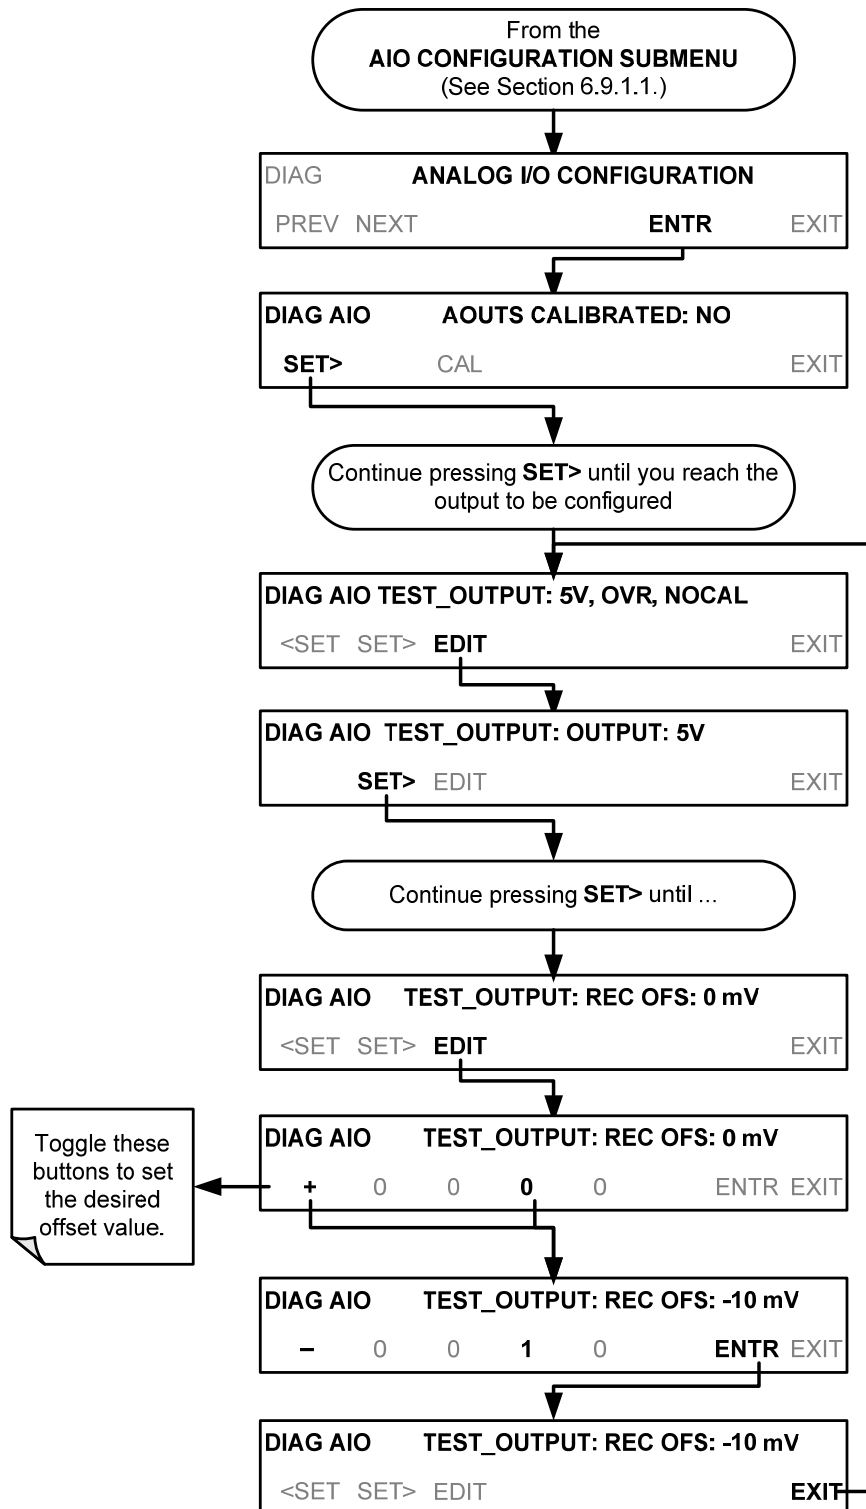 From the
AIO CONFIGURATION SUBMENU
(See Section 6.9.1.1.)
DIAG ANALOG I/O CONFIGURATION
PREV NEXT ENTR EXIT
DIAG AIO AOUTS CALIBRATED: NO
SET> CAL EXIT
Continue pressing SET> until you reach the
output to be configured
DIAG AIO TEST_OUTPUT: 5V, OVR, NOCAL
<SET SET> EDIT EXIT
DIAG AIO TEST_OUTPUT: OUTPUT: 5V
SET> EDIT EXIT
Continue pressing SET> until ...
DIAG AIO TEST_OUTPUT: REC OFS: 0 mV
<SET SET> EDIT EXIT
Toggle these
buttons to set
the desired
offset value.
DIAG AIO TEST_OUTPUT: REC OFS: 0 mV
+ 0 0 0 0 ENTR EXIT
DIAG AIO TEST_OUTPUT: REC OFS: -10 mV
– 0 0 1 0 ENTR EXIT
DIAG AIO TEST_OUTPUT: REC OFS: -10 mV
<SET SET> EDIT EXIT